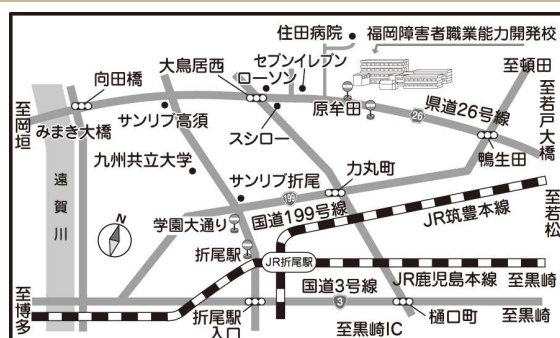 住田病院
福岡障害者職業能力開発校
至頓田
大鳥居西
セブンイレブン
ローソン
向田橋
原牟田
県道26号線
26
至若戸大橋
至岡垣
みまき大橋
サンリブ高須
スシロー
鴨生田
九州共立大学
力丸町
サンリブ折尾
199
国道199号線
JR筑豊本線
至若松
遠賀川
N
学園大通り
折尾駅
JR折尾駅
JR鹿児島本線
至黒崎
至博多
国道3号線
3
至黒崎
折尾駅
入口
至黒崎IC
樋口町